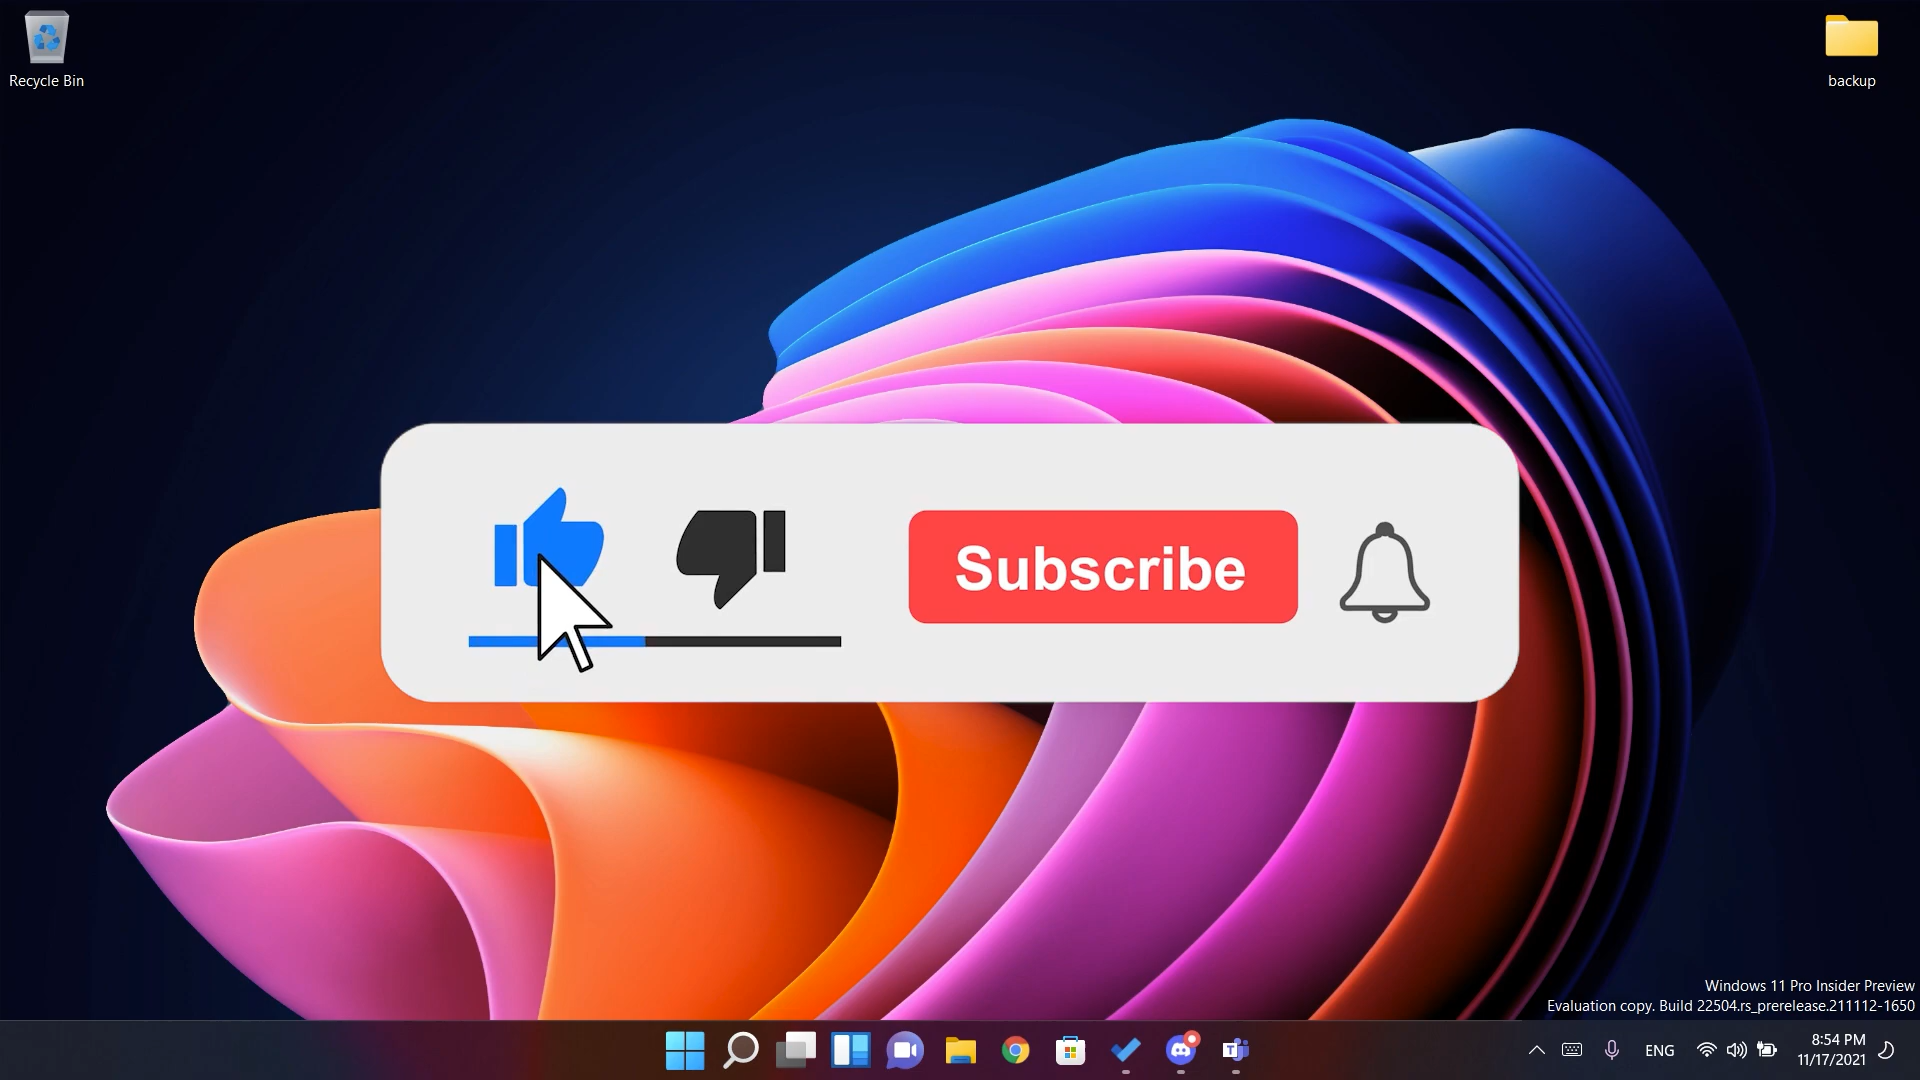 Recycle Bin
backup
Subscribe
Windows 11 Pro Insider Preview
Evaluation copy. Build 22504.rs_prerelease.211112-1650
ENG
8:54 PM
11/17/2021